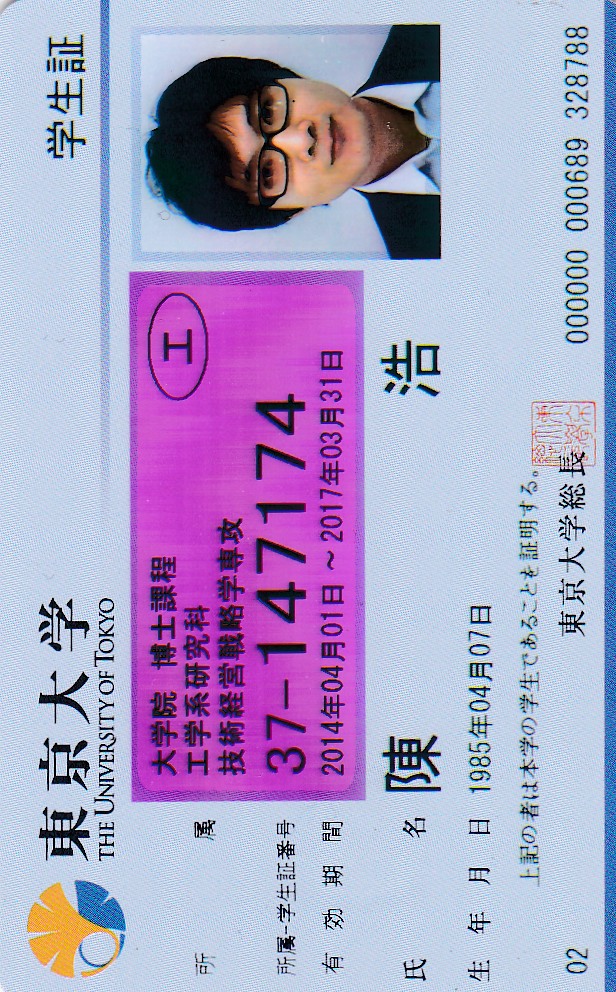 東京大学 学生証
THE UNIVERSITY OF TOKYO
所属 大学院 博士課程 工
工学系研究科
技術経営戦略学専攻
所属-学生証番号 37-147174
有効期間 2014年04月01日 ～ 2017年03月31日
氏名 陳 浩
生年月日 1985年04月07日
上記の者は本学の学生であることを証明する。
東京大学総長
02 000000 000689 328788